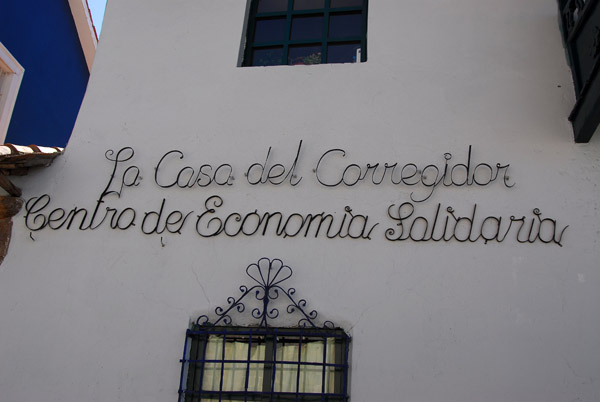 La Casa del Corregidor
Centro de Economia Solidaria